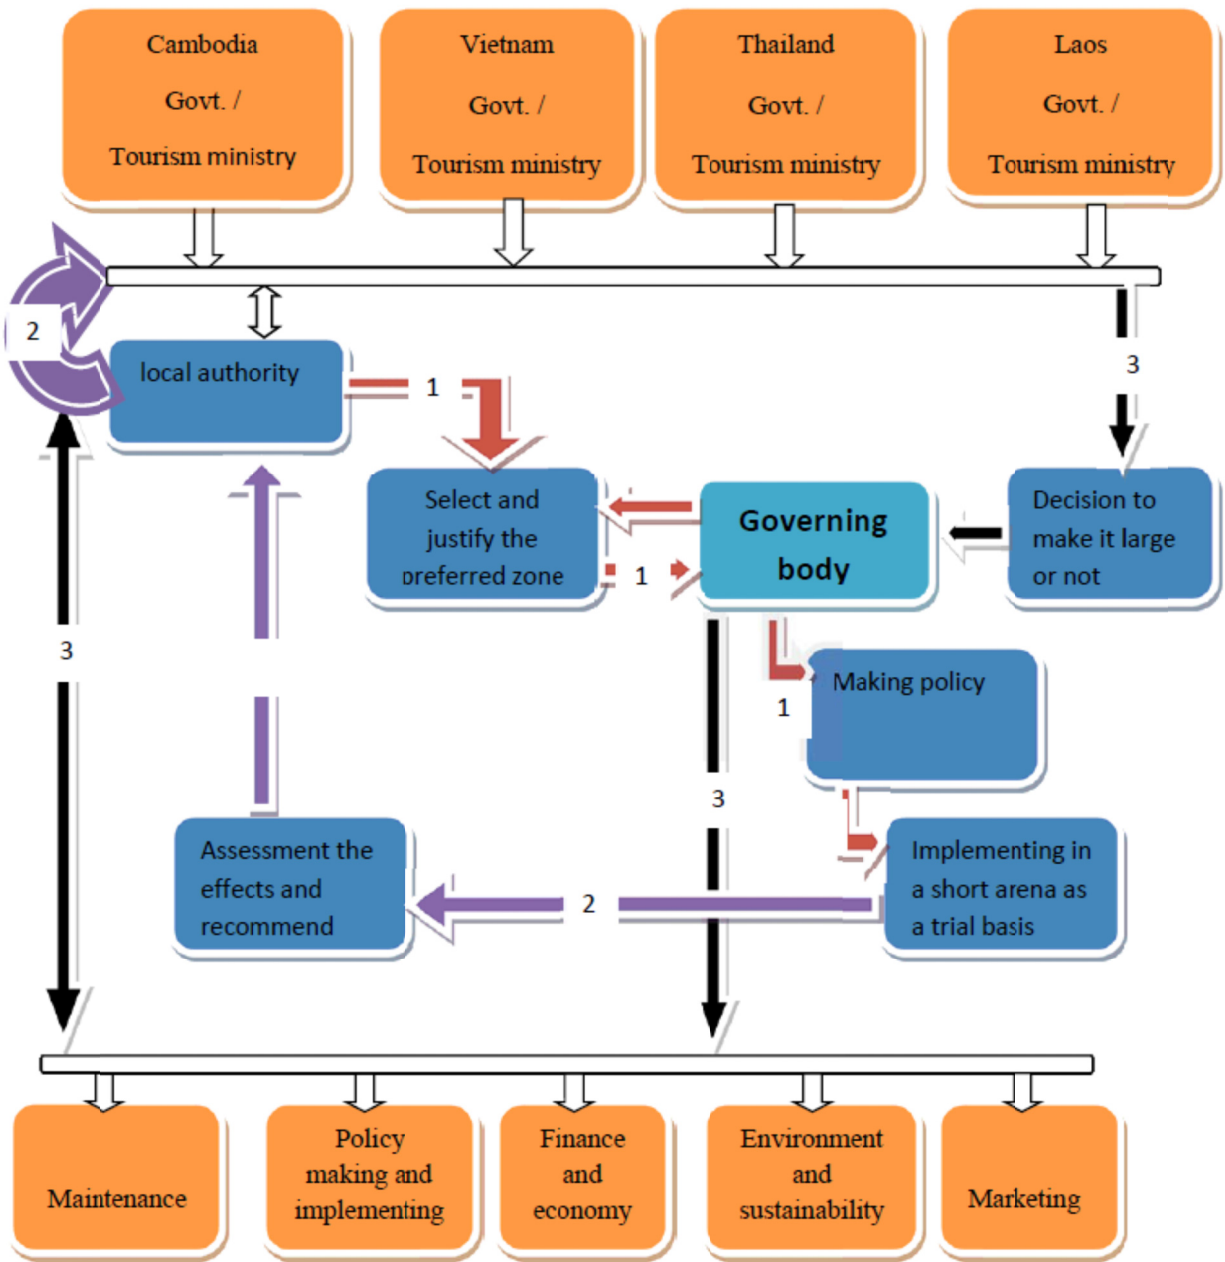 Cambodia
Govt. /
Tourism ministry
Vietnam
Govt. /
Tourism ministry
Thailand
Govt. /
Tourism ministry
Laos
Govt. /
Tourism ministry
2
local authority
1
3
Select and
justify the
preferred zone
1
Governing
body
Decision to
make it large
or not
3
Making policy
1
3
Assessment the
effects and
recommend
2
Implementing in
a short arena as
a trial basis
Maintenance
Policy
making and
implementing
Finance
and
economy
Environment
and
sustainability
Marketing